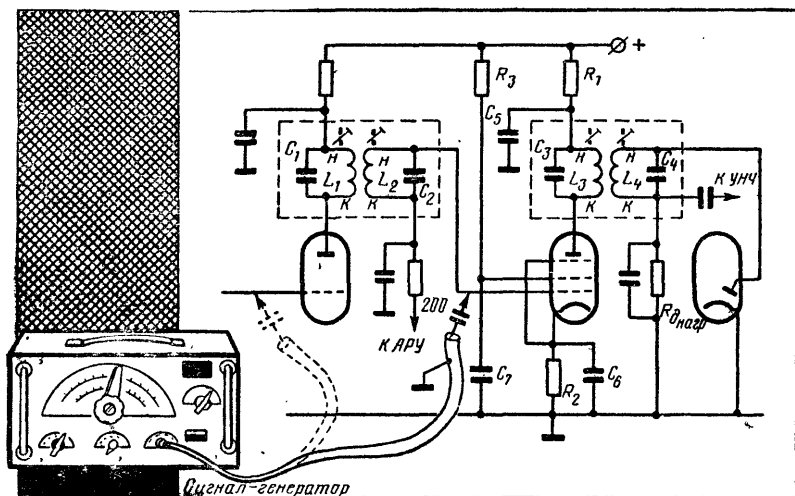 +
R3
R1
C5
C1
н
н
L1
L2
C2
к
C3
н
н
L3
L4
C4
к
К УНЧ
200
К АРУ
C7
R2
C6
Rд нагр
Сигнал-генератор